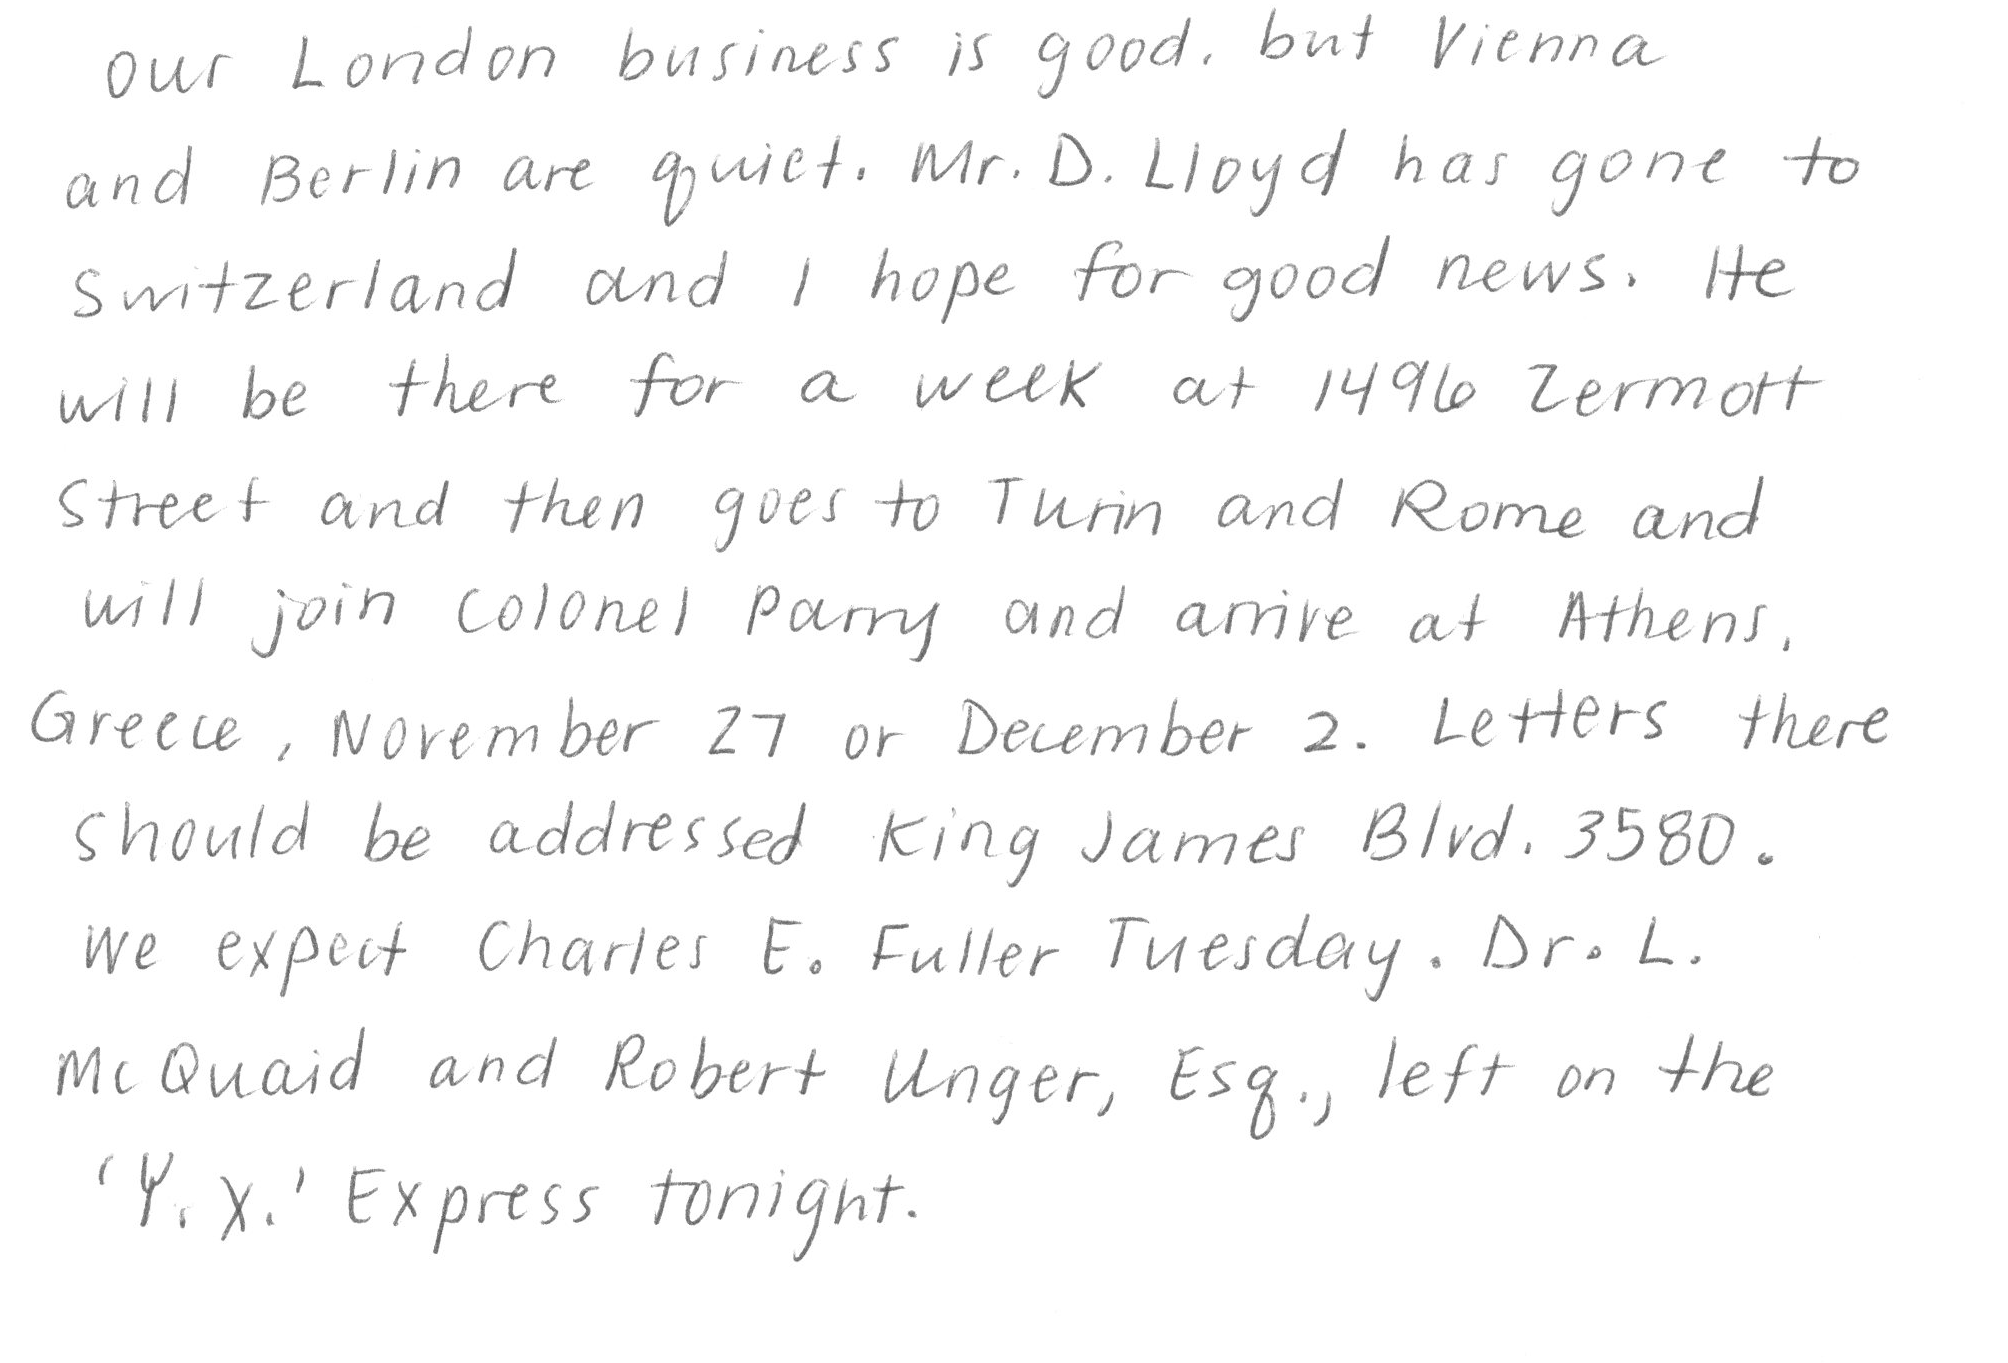 our London business is good. but Vienna
and Berlin are quiet. Mr. D. Lloyd has gone to
Switzerland and I hope for good news. He
will be there for a week at 1496 Zermott
Street and then goes to Turin and Rome and
will join Colonel Parry and arrive at Athens,
Greece, November 27 or December 2. Letters there
should be addressed King James Blvd. 3580.
We expect Charles E. Fuller Tuesday. Dr. L.
McQuaid and Robert Unger, Esq., left on the
'Y. X.' Express tonight.